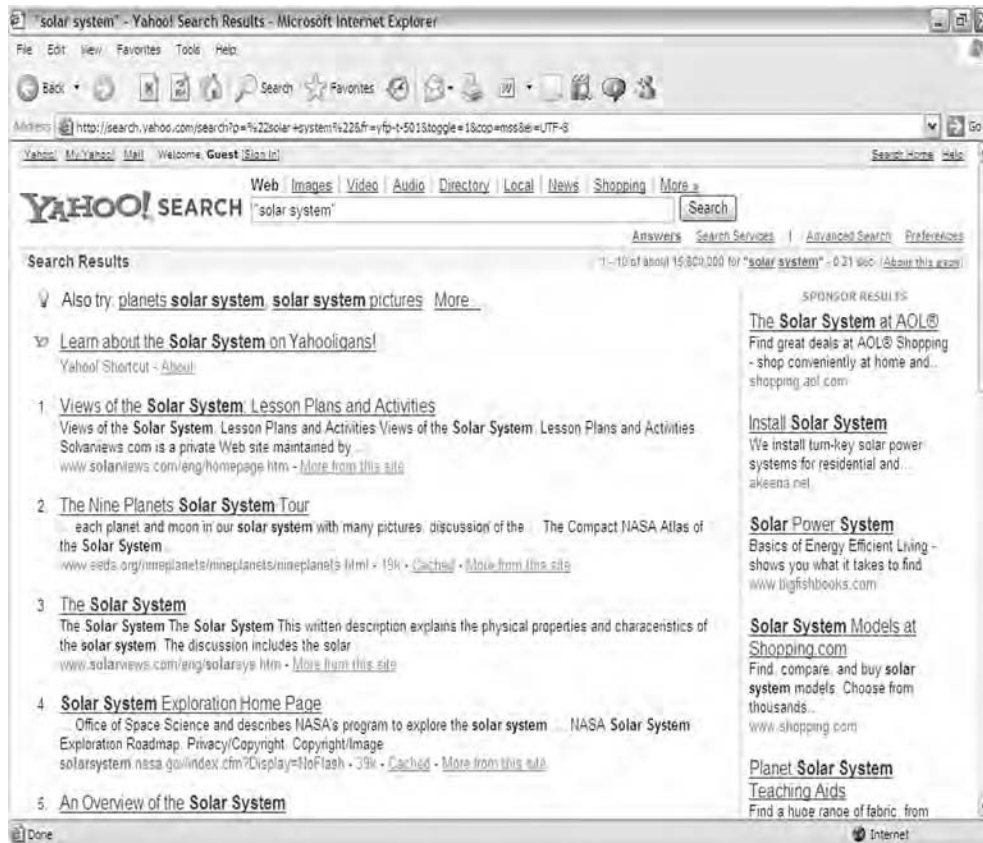 "solar system" - Yahoo! Search Results - Microsoft Internet Explorer
File Edit View Favorites Tools Help
Back Search Favorites
Address http://search.yahoo.com/search?p=%22solar+system%22&fr=yfp-t-501&toggle=1&cop=mss&ei=UTF-8 Go
Yahoo! My Yahoo! Mail Welcome, Guest [Sign In] Search Home Help
Web Images Video Audio Directory Local News Shopping More »
YAHOO! SEARCH "solar system" Search
Answers Search Services | Advanced Search Preferences
Search Results 1 - 10 of about 15,800,000 for "solar system" - 0.21 sec. (About this page)
Also try: planets solar system, solar system pictures More...
Learn about the Solar System on Yahooligans!
Yahoo! Shortcut - About
1. Views of the Solar System: Lesson Plans and Activities
Views of the Solar System. Lesson Plans and Activities Views of the Solar System. Lesson Plans and Activities
Solvaniews.com is a private Web site maintained by ...
www.solarviews.com/eng/homepage.htm - More from this site
2. The Nine Planets Solar System Tour
... each planet and moon in our solar system with many pictures, discussion of the ... The Compact NASA Atlas of
the Solar System ...
www.seds.org/nineplanets/nineplanets/nineplanets.html - 19k - Cached - More from this site
3. The Solar System
The Solar System The Solar System This written description explains the physical properties and characeristics of
the solar system. The discussion includes the solar
www.solarviews.com/eng/solarsys.htm - More from this site
4. Solar System Exploration Home Page
... Office of Space Science and describes NASA's program to explore the solar system ... NASA Solar System
Exploration Roadmap. Privacy/Copyright. Copyright/Image
solarsystem.nasa.gov/index.cfm?Display=NoFlash - 39k - Cached - More from this site
5. An Overview of the Solar System
SPONSOR RESULTS
The Solar System at AOL®
Find great deals at AOL® Shopping
- shop conveniently at home and...
shopping.aol.com
Install Solar System
We install turn-key solar power
systems for residential and...
akeena.net
Solar Power System
Basics of Energy Efficient Living -
shows you what it takes to find
www.bigfishbooks.com
Solar System Models at
Shopping.com
Find, compare, and buy solar
system models. Choose from
thousands...
www.shopping.com
Planet Solar System
Teaching Aids
Find a huge range of fabric, from
Done Internet